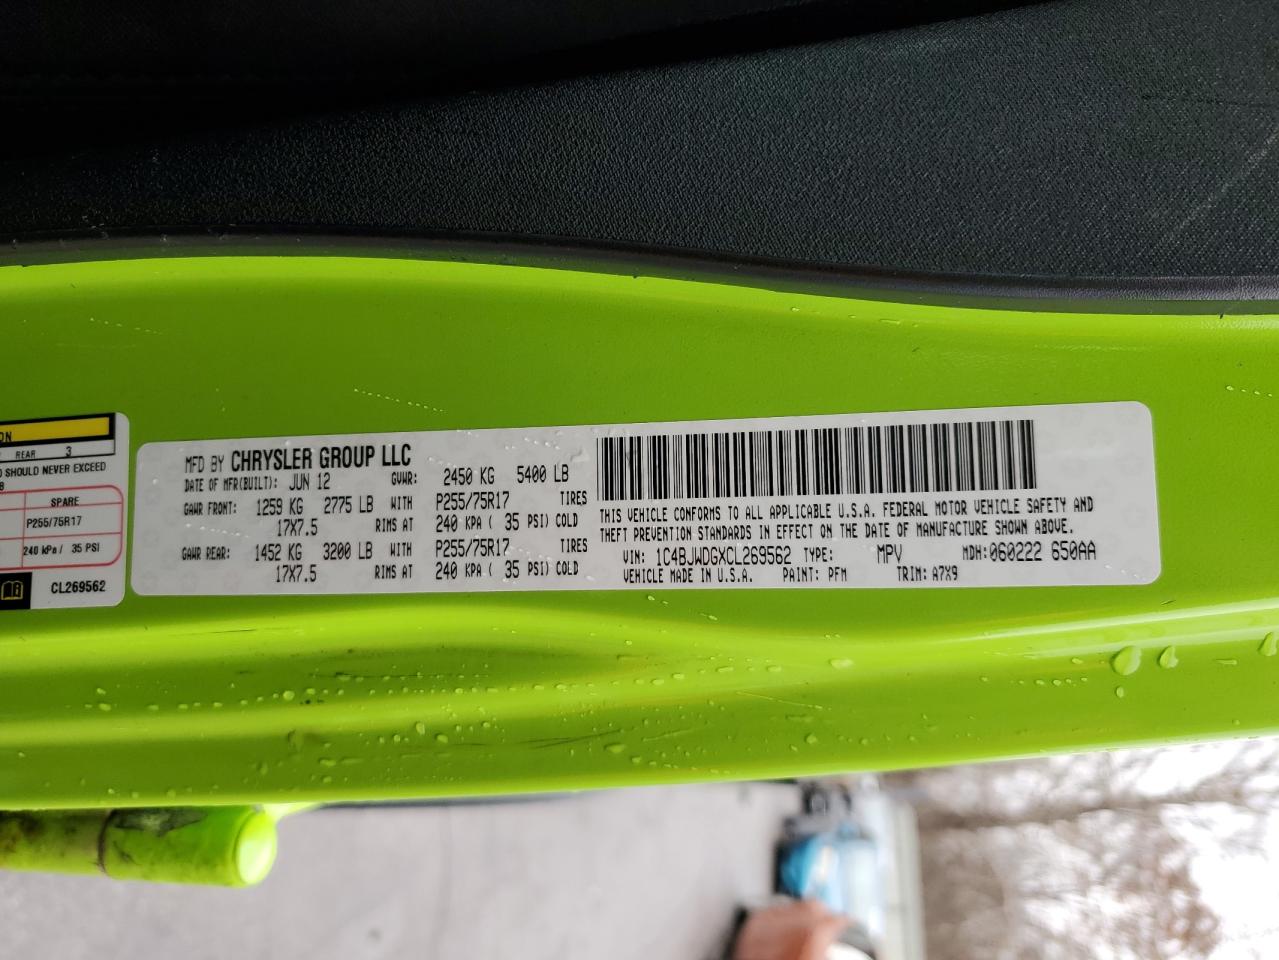 ON
REAR 3
SHOULD NEVER EXCEED
SPARE
P255/75R17
240 kPa / 35 PSI
CL269562
MFD BY CHRYSLER GROUP LLC
DATE OF MFR(BUILT): JUN 12 GVWR: 2450 KG 5400 LB
GAWR FRONT: 1259 KG 2775 LB WITH P255/75R17 TIRES
17X7.5 RIMS AT 240 KPA ( 35 PSI) COLD
GAWR REAR: 1452 KG 3200 LB WITH P255/75R17 TIRES
17X7.5 RIMS AT 240 KPA ( 35 PSI) COLD
THIS VEHICLE CONFORMS TO ALL APPLICABLE U.S.A. FEDERAL MOTOR VEHICLE SAFETY AND
THEFT PREVENTION STANDARDS IN EFFECT ON THE DATE OF MANUFACTURE SHOWN ABOVE.
VIN: 1C4BJWDGXCL269562 TYPE: MPV MDH:060222 650AA
VEHICLE MADE IN U.S.A. PAINT: PFM TRIM: A7X9